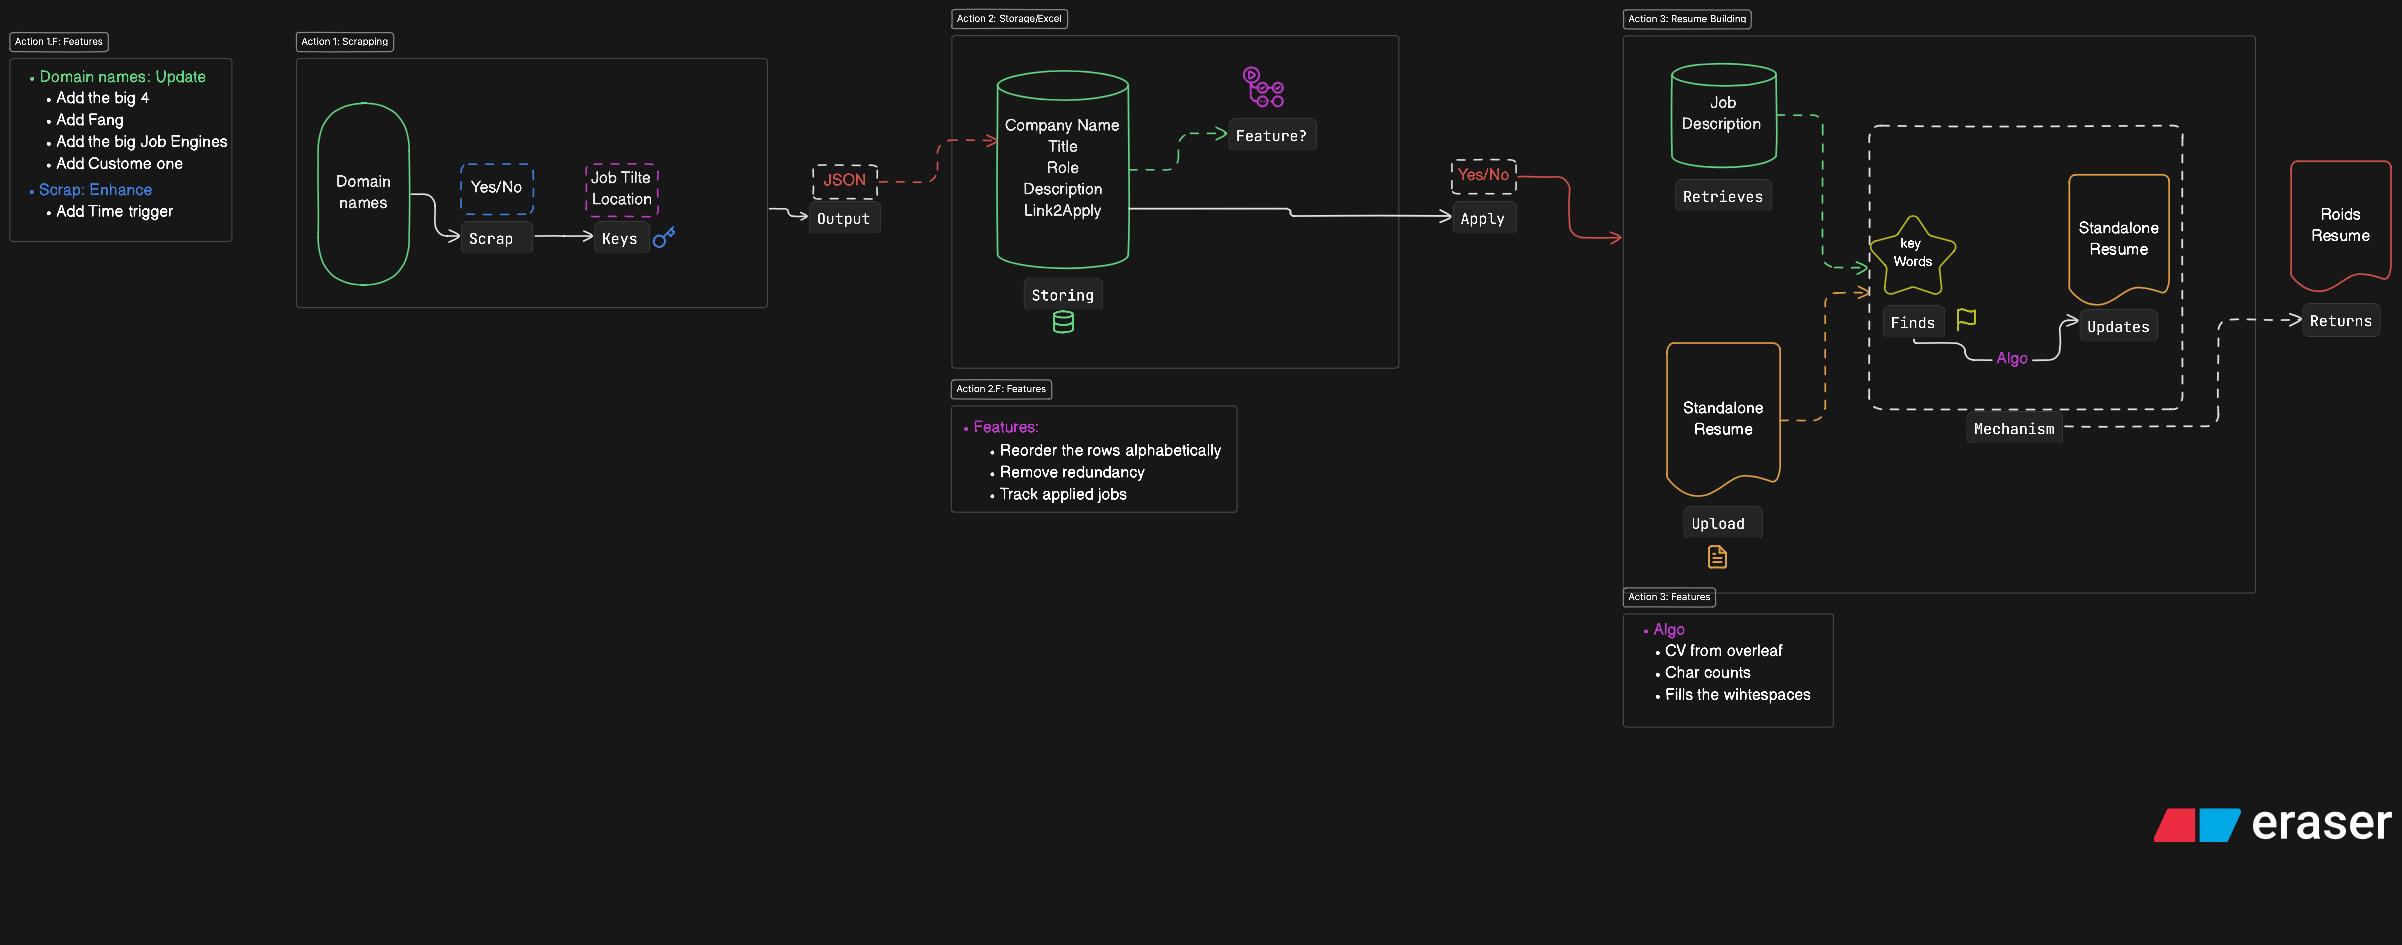 Action 1.F: Features
• Domain names: Update
• Add the big 4
• Add Fang
• Add the big Job Engines
• Add Custome one
• Scrap: Enhance
• Add Time trigger
Action 1: Scrapping
Domain
names
Yes/No
Scrap
Job Tilte
Location
Keys
JSON
Output
Action 2: Storage/Excel
Company Name
Title
Role
Description
Link2Apply
Storing
Feature?
Action 2.F: Features
• Features:
• Reorder the rows alphabetically
• Remove redundancy
• Track applied jobs
Yes/No
Apply
Action 3: Resume Building
Job
Description
Retrieves
Standalone
Resume
Upload
key
Words
Finds
Algo
Standalone
Resume
Updates
Mechanism
Roids
Resume
Returns
Action 3: Features
• Algo
• CV from overleaf
• Char counts
• Fills the wihtespaces
eraser